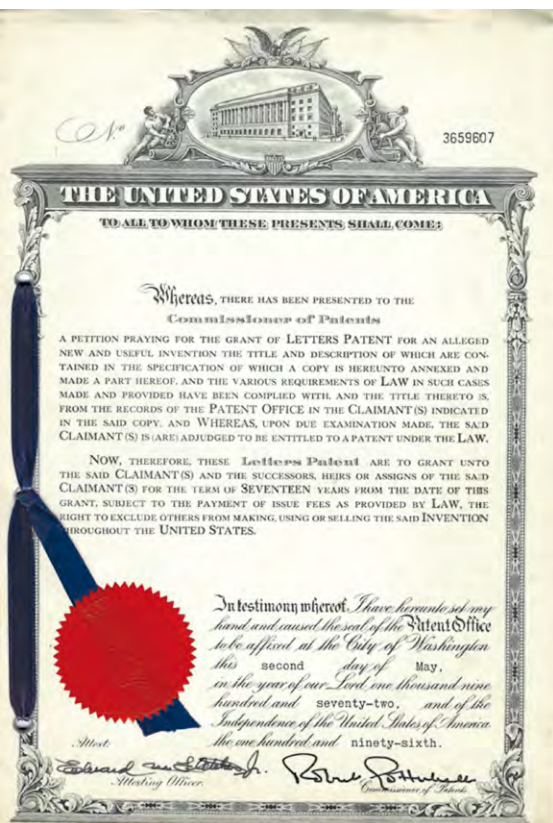 No. 3659607
THE UNITED STATES OF AMERICA
TO ALL TO WHOM THESE PRESENTS SHALL COME:
Whereas, THERE HAS BEEN PRESENTED TO THE
Commissioner of Patents
A PETITION PRAYING FOR THE GRANT OF LETTERS PATENT FOR AN ALLEGED
NEW AND USEFUL INVENTION THE TITLE AND DESCRIPTION OF WHICH ARE CON-
TAINED IN THE SPECIFICATION OF WHICH A COPY IS HEREUNTO ANNEXED AND
MADE A PART HEREOF, AND THE VARIOUS REQUIREMENTS OF LAW IN SUCH CASES
MADE AND PROVIDED HAVE BEEN COMPLIED WITH, AND THE TITLE THERETO IS,
FROM THE RECORDS OF THE PATENT OFFICE IN THE CLAIMANT(S) INDICATED
IN THE SAID COPY, AND WHEREAS, UPON DUE EXAMINATION MADE, THE SAID
CLAIMANT(S) IS (ARE) ADJUDGED TO BE ENTITLED TO A PATENT UNDER THE LAW.
NOW, THEREFORE, THESE Letters Patent ARE TO GRANT UNTO
THE SAID CLAIMANT(S) AND THE SUCCESSORS, HEIRS OR ASSIGNS OF THE SAID
CLAIMANT(S) FOR THE TERM OF SEVENTEEN YEARS FROM THE DATE OF THIS
GRANT, SUBJECT TO THE PAYMENT OF ISSUE FEES AS PROVIDED BY LAW, THE
RIGHT TO EXCLUDE OTHERS FROM MAKING, USING OR SELLING THE SAID INVENTION
THROUGHOUT THE UNITED STATES.
In testimony whereof I have hereunto set my
hand and caused the seal of the Patent Office
to be affixed at the City of Washington
this second day of May,
in the year of our Lord one thousand nine
hundred and seventy-two, and of the
Independence of the United States of America
the one hundred and ninety-sixth.
Attest:
Edward M. Fletcher, Jr. Robert Gottschalk
Attesting Officer. Commissioner of Patents.